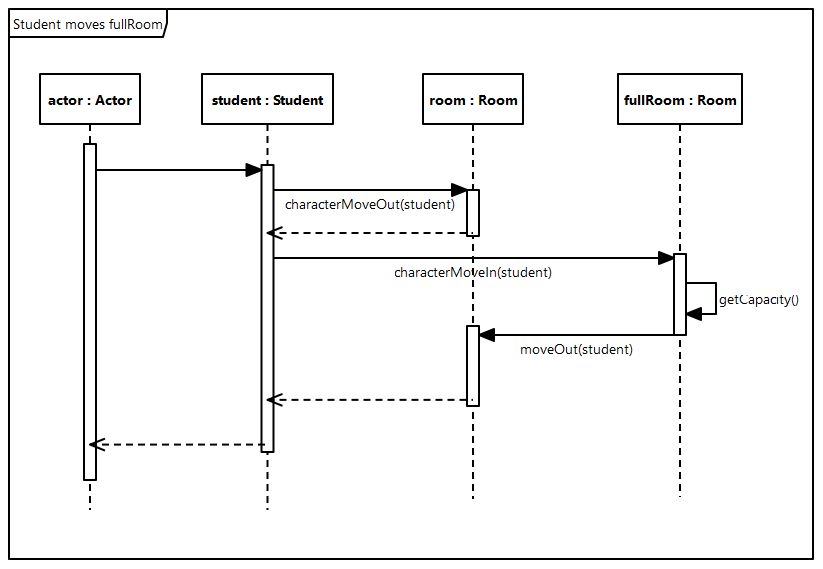 Student moves fullRoom
actor : Actor
student : Student
room : Room
fullRoom : Room
characterMoveOut(student)
characterMoveIn(student)
getCapacity()
moveOut(student)